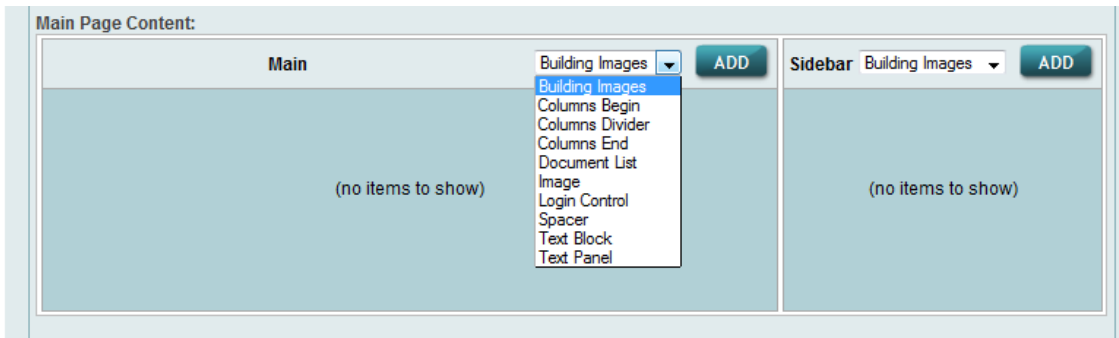 Main Page Content:
Main Building Images ADD Sidebar Building Images ADD
Building Images
Columns Begin
Columns Divider
Columns End
Document List
Image
Login Control
Spacer
Text Block
Text Panel
(no items to show) (no items to show)